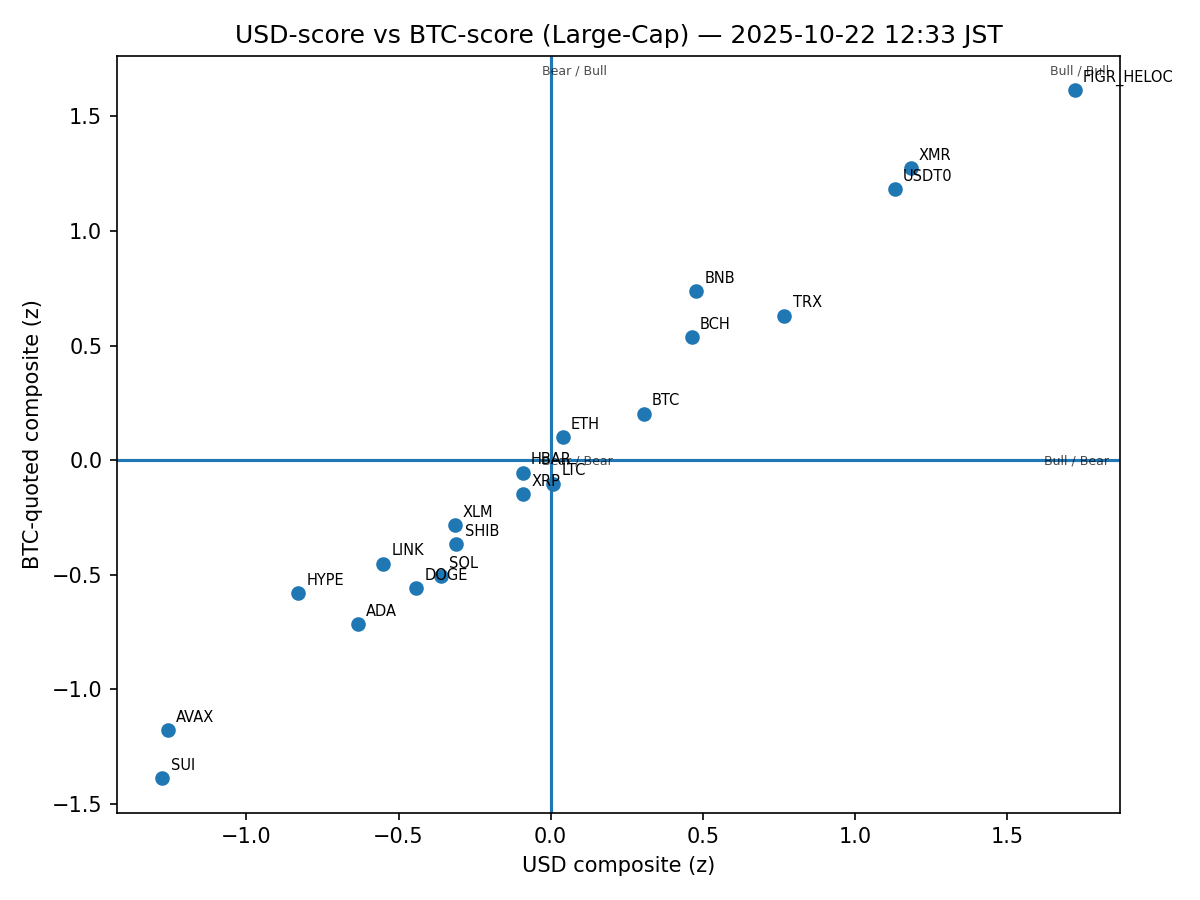 USD-score vs BTC-score (Large-Cap) — 2025-10-22 12:33 JST
Bear / Bull
Bull / Bull
FIGR_HELOC
1.5
XMR
USDT0
1.0
BNB
TRX
BCH
0.5
BTC
ETH
0.0
HBAR
Bear / Bear
Bull / Bear
LTC
XRP
XLM
SHIB
LINK
SOL
−0.5
DOGE
HYPE
ADA
−1.0
AVAX
SUI
−1.5
−1.0
−0.5
0.0
0.5
1.0
1.5
USD composite (z)
BTC-quoted composite (z)